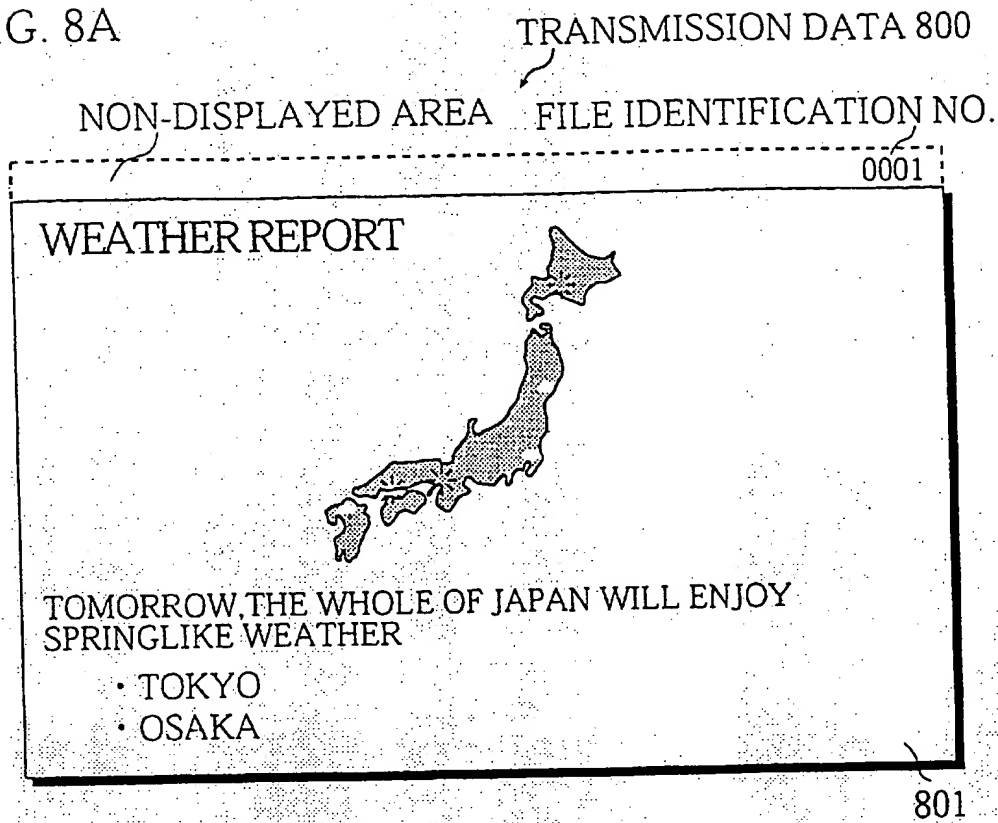 G. 8A
TRANSMISSION DATA 800
NON-DISPLAYED AREA
FILE IDENTIFICATION NO.
0001
WEATHER REPORT
TOMORROW, THE WHOLE OF JAPAN WILL ENJOY
SPRINGLIKE WEATHER
· TOKYO
· OSAKA
801